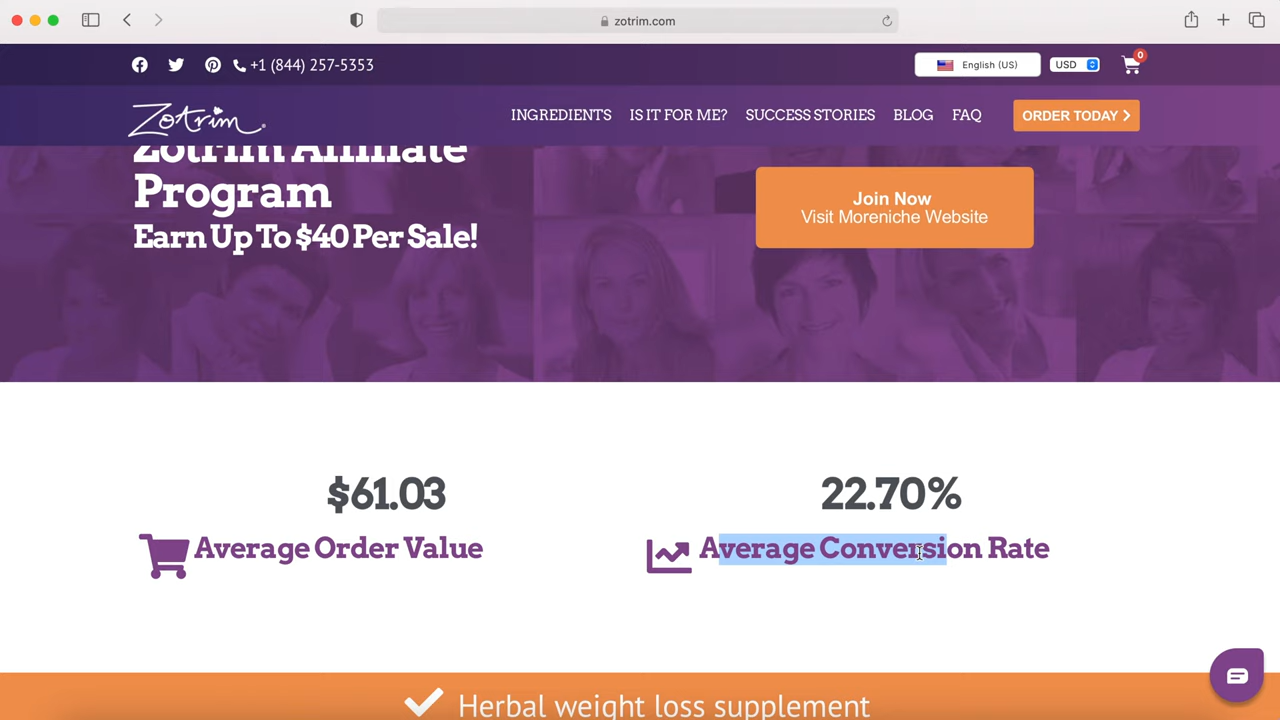 zotrim.com
+1 (844) 257-5353
English (US)
USD
0
Zotrim
INGREDIENTS
IS IT FOR ME?
SUCCESS STORIES
BLOG
FAQ
ORDER TODAY
Zotrim Affiliate
Program
Earn Up To $40 Per Sale!
Join Now
Visit Moreniche Website
$61.03
Average Order Value
22.70%
Average Conversion Rate
Herbal weight loss supplement